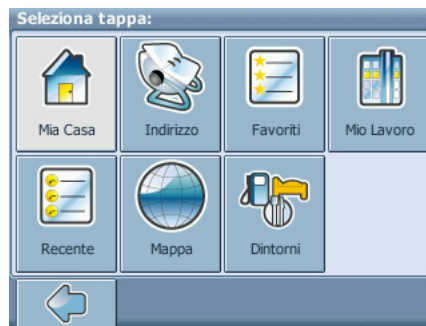 Seleziona tappa:
Mia Casa
Indirizzo
Favoriti
Mio Lavoro
Recente
Mappa
Dintorni